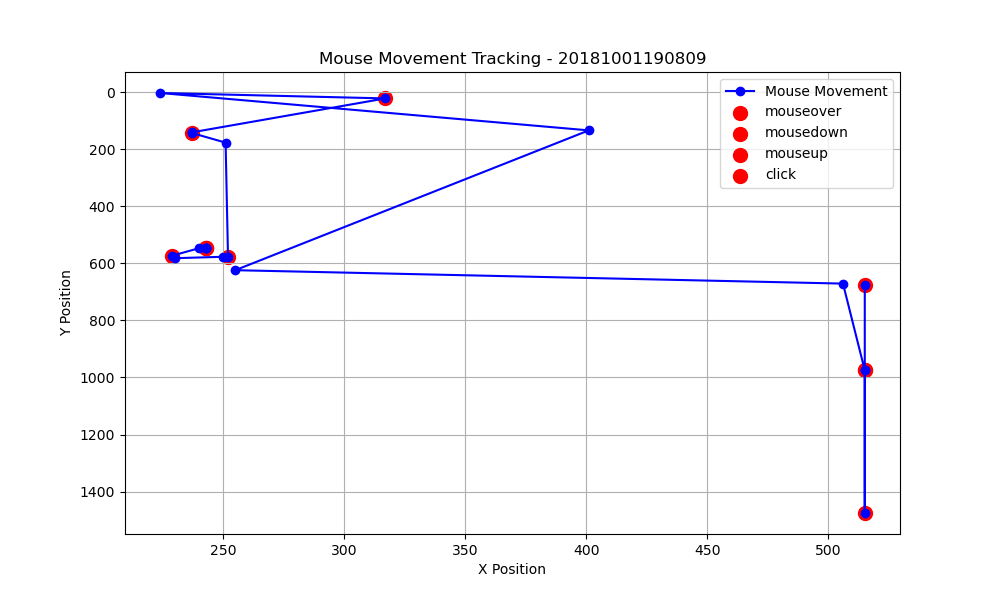 Mouse Movement Tracking - 20181001190809
Mouse Movement
mouseover
mousedown
mouseup
click
0
200
400
600
800
1000
1200
1400
Y Position
250
300
350
400
450
500
X Position